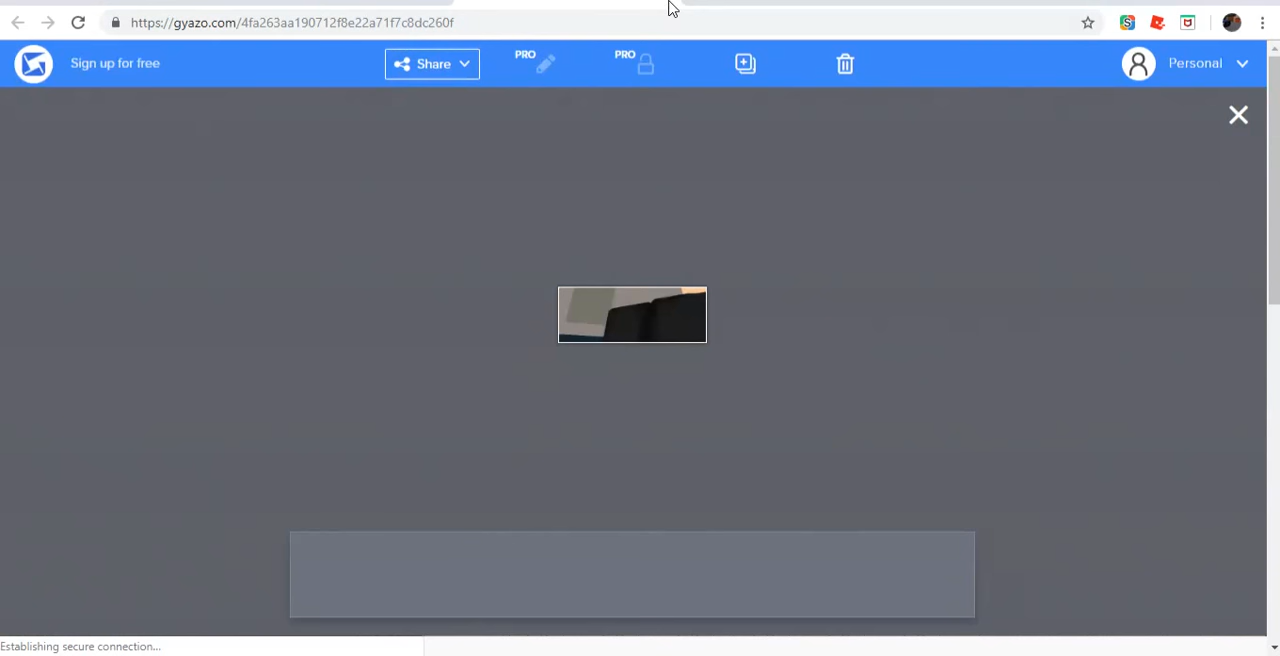 https://gyazo.com/4fa263aa190712f8e22a71f7c8dc260f
Sign up for free
Share
PRO
PRO
Personal
Establishing secure connection...